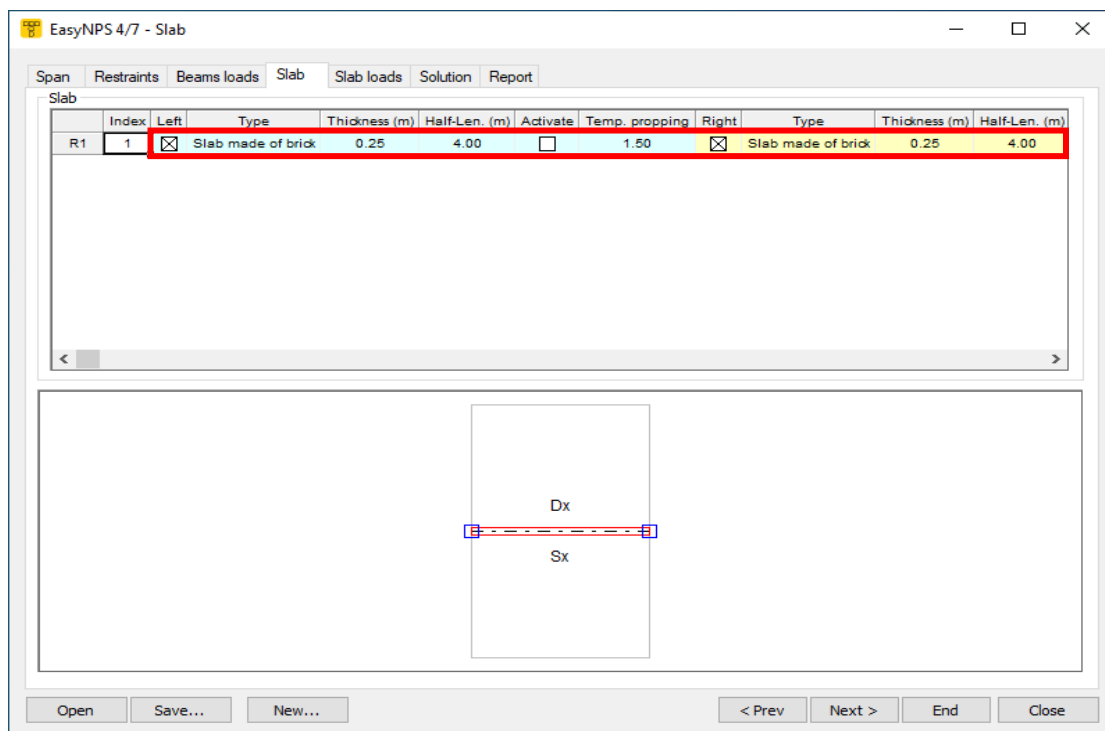 EasyNPS 4/7 - Slab
Span Restraints Beams loads Slab Slab loads Solution Report
Slab
Index Left Type Thickness (m) Half-Len. (m) Activate Temp. propping Right Type Thickness (m) Half-Len. (m)
R1 1 Slab made of brick 0.25 4.00 1.50 Slab made of brick 0.25 4.00
Dx
Sx
Open Save... New... < Prev Next > End Close